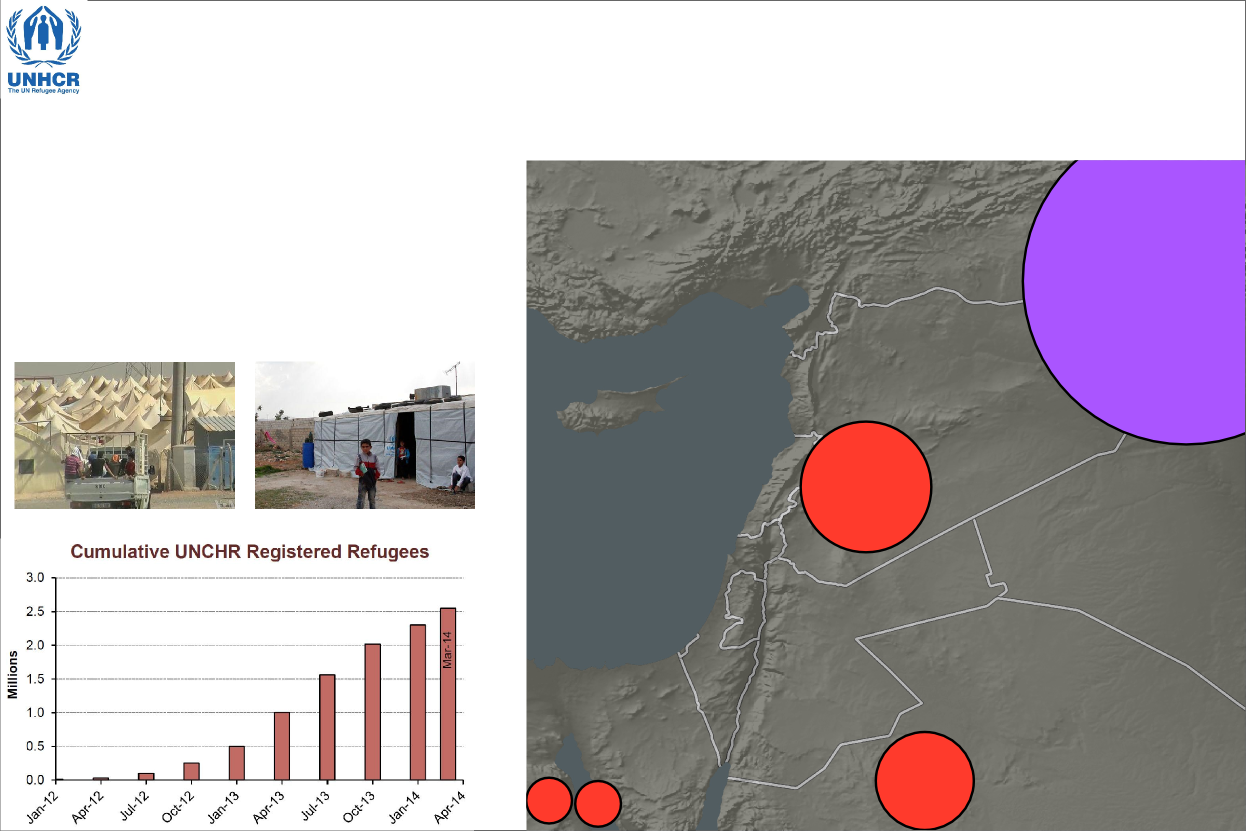 UNHCR
The UN Refugee Agency
Cumulative UNCHR Registered Refugees
3.0
2.5
2.0
1.5
1.0
0.5
0.0
Millions
Mar-14
Jan-12
Apr-12
Jul-12
Oct-12
Jan-13
Apr-13
Jul-13
Oct-13
Jan-14
Apr-14